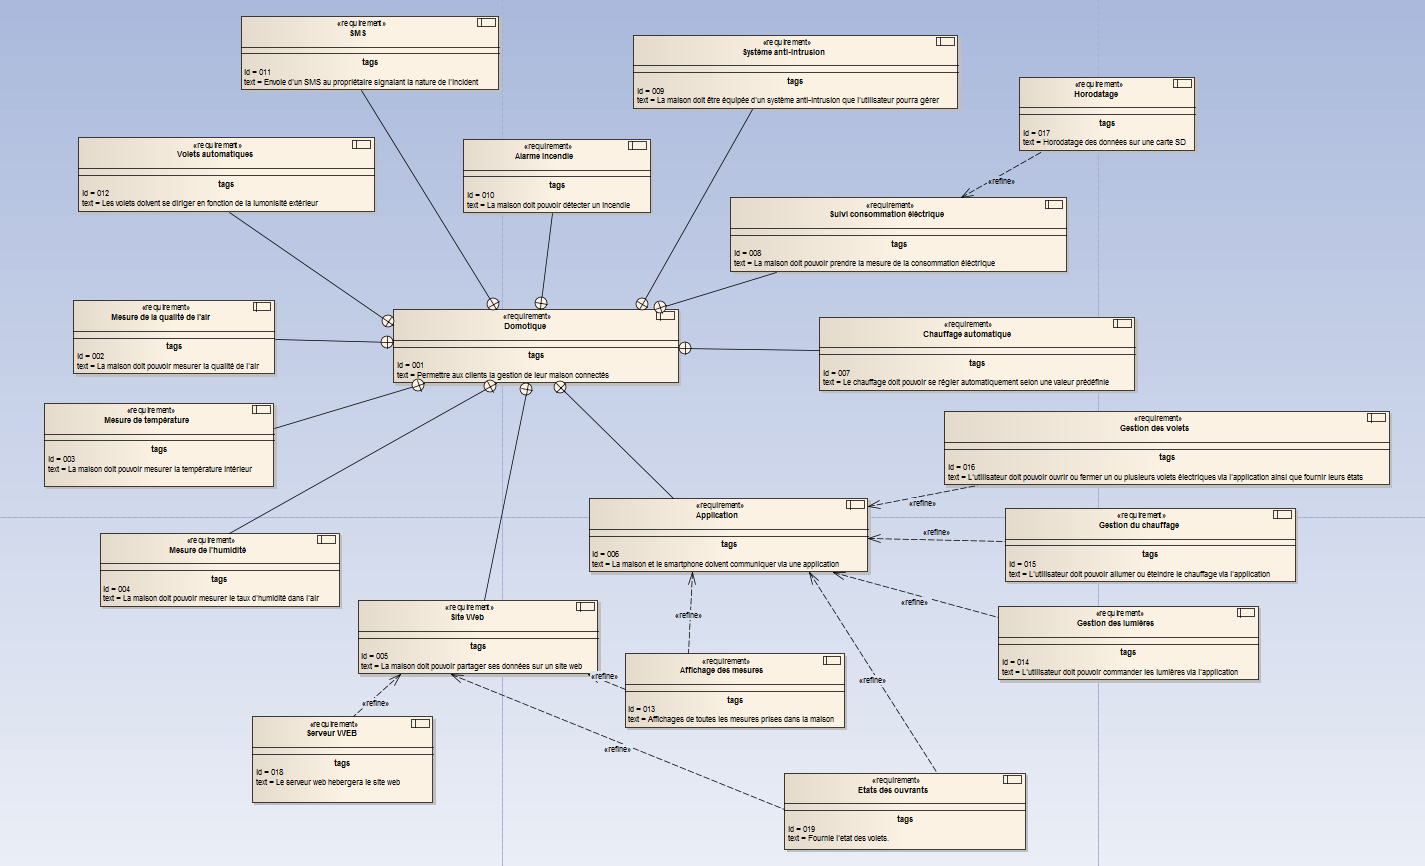 «requirement»
SMS
tags
Id = 011
text = Envoie d'un SMS au propriétaire signalant la nature de l'incident
«requirement»
Système anti-intrusion
tags
Id = 009
text = La maison doit être équipée d'un système anti-intrusion que l'utilisateur pourra gérer
«requirement»
Horodatage
tags
Id = 017
text = Horodatage des données sur une carte SD
«requirement»
Volets automatiques
tags
Id = 012
text = Les volets doivent se diriger en fonction de la lumonisité extérieur
«requirement»
Alarme incendie
tags
Id = 010
text = La maison doit pouvoir détecter un incendie
«refine»
«requirement»
Suivi consommation éléctrique
tags
Id = 008
text = La maison doit pouvoir prendre la mesure de la consommation éléctrique
«requirement»
Mesure de la qualité de l'air
tags
Id = 002
text = La maison doit pouvoir mesurer la qualité de l'air
«requirement»
Domotique
tags
Id = 001
text = Permettre aux clients la gestion de leur maison connectés
«requirement»
Chauffage automatique
tags
Id = 007
text = Le chauffage doit pouvoir se régler automatiquement selon une valeur prédéfinie
«requirement»
Mesure de température
tags
Id = 003
text = La maison doit pouvoir mesurer la température intérieur
«requirement»
Gestion des volets
tags
Id = 016
text = L'utilisateur doit pouvoir ouvrir ou fermer un ou plusieurs volets électriques via l'application ainsi que fournir leurs états
«refine»
«requirement»
Application
tags
Id = 006
text = La maison et le smartphone doivent communiquer via une application
«requirement»
Gestion du chauffage
tags
Id = 015
text = L'utilisateur doit pouvoir allumer ou éteindre le chauffage via l'application
«refine»
«requirement»
Mesure de l'humidité
tags
Id = 004
text = La maison doit pouvoir mesurer le taux d'humidité dans l'air
«requirement»
Site Web
tags
Id = 005
text = La maison doit pouvoir partager ses données sur un site web
«refine»
«refine»
«requirement»
Gestion des lumières
tags
Id = 014
text = L'utilisateur doit pouvoir commander les lumières via l'application
«requirement»
Affichage des mesures
tags
Id = 013
text = Affichages de toutes les mesures prises dans la maison
«refine»
«refine»
«refine»
«requirement»
Serveur WEB
tags
Id = 018
text = Le serveur web hebergera le site web
«refine»
«requirement»
Etats des ouvrants
tags
Id = 019
text = Fournie l'etat des volets.